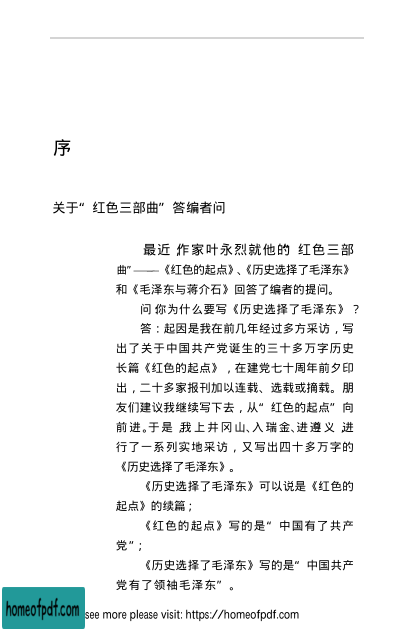 序
关于“红色三部曲”答编者问
最近,作家叶永烈就他的“红色三部
曲”——《红色的起点》、《历史选择了毛泽东》
和《毛泽东与蒋介石》回答了编者的提问。
问:你为什么要写《历史选择了毛泽东》?
答:起因是我在前几年经过多方采访,写
出了关于中国共产党诞生的三十多万字历史
长篇《红色的起点》,在建党七十周年前夕印
出,二十多家报刊加以连载、选载或摘载。朋
友们建议我继续写下去,从“红色的起点”向
前进。于是,我上井冈山、入瑞金、进遵义,进
行了一系列实地采访,又写出四十多万字的
《历史选择了毛泽东》。
《历史选择了毛泽东》可以说是《红色的
起点》的续篇;
《红色的起点》写的是“中国有了共产
党”;
《历史选择了毛泽东》写的是“中国共产
党有了领袖毛泽东”。
homeofpdf.com
see more please visit: https://homeofpdf.com